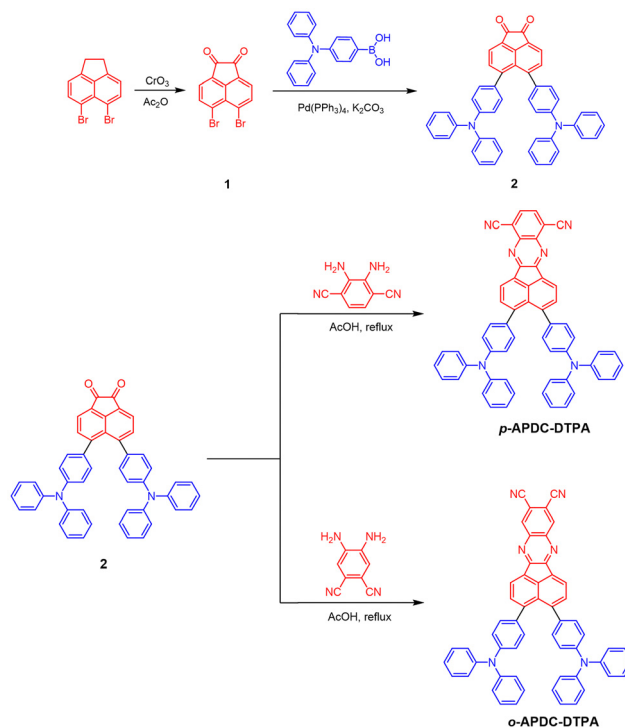 O O
O O
N
B
OH
OH
CrO₃
Ac₂O
Pd(PPh₃)₄, K₂CO₃
Br Br
Br Br
N N
1
2
NC CN
N N
H₂N
NH₂
NC CN
AcOH, reflux
N N
p-APDC-DTPA
O O
N N
2
H₂N NH₂
NC CN
AcOH, reflux
NC CN
N N
N N
o-APDC-DTPA